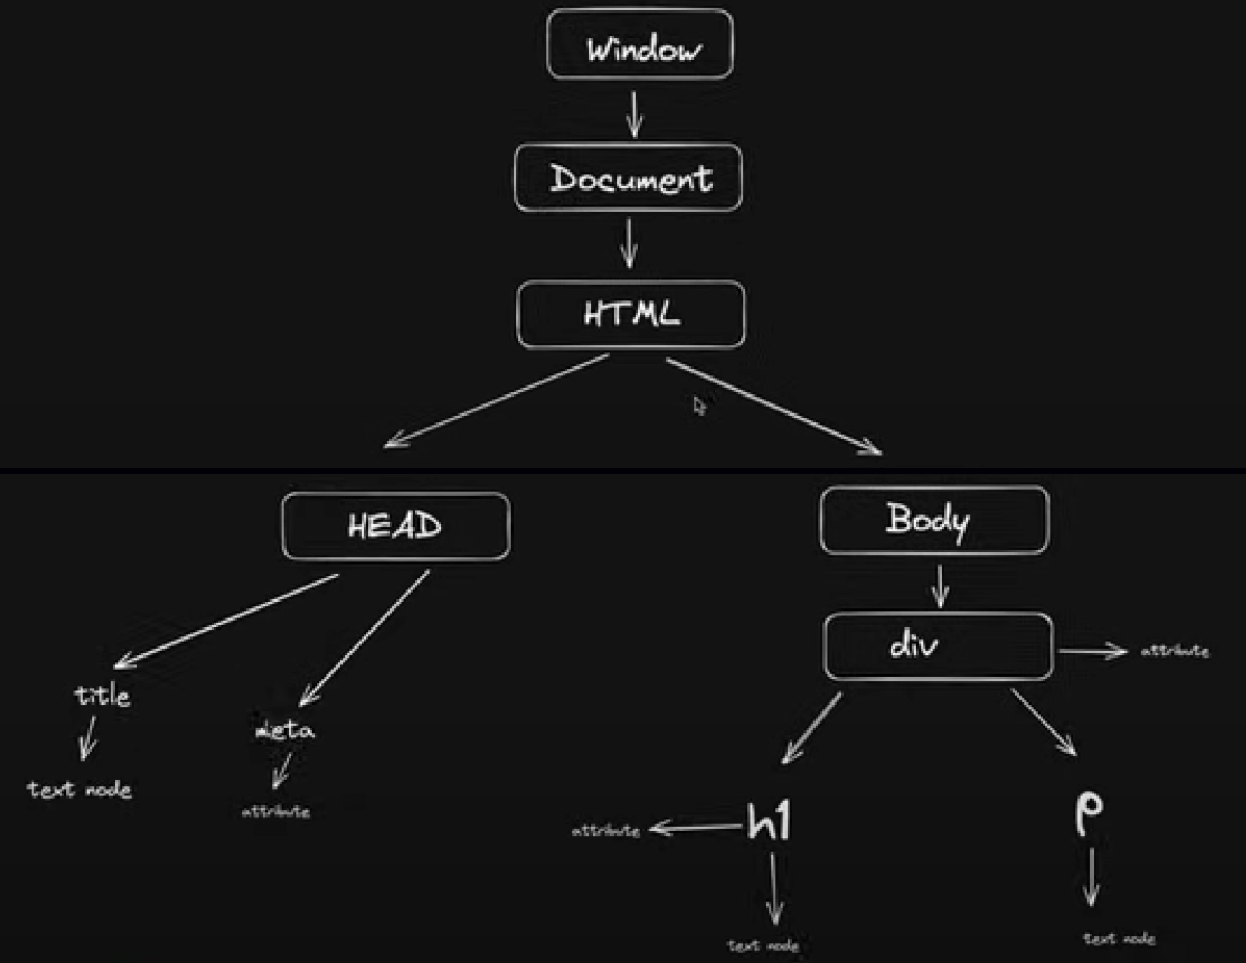 Window
Document
HTML
HEAD
Body
div
attribute
title
meta
text node
attribute
h1
attribute
p
text node
text node